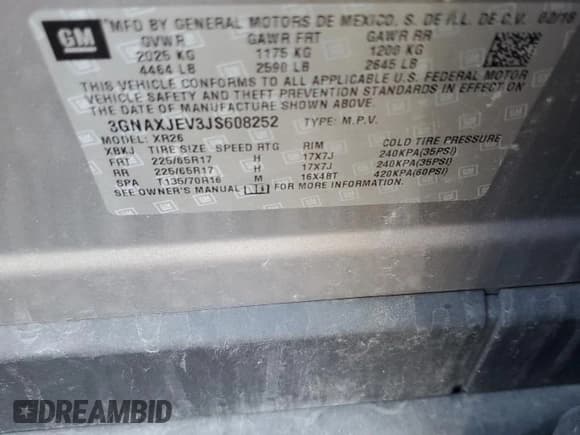 GM
MFD BY GENERAL MOTORS DE MEXICO, S. DE R.L. DE C.V. 02/18
GVWR GAWR FRT GAWR RR
2025 KG 1175 KG 1200 KG
4464 LB 2590 LB 2645 LB
THIS VEHICLE CONFORMS TO ALL APPLICABLE U.S. FEDERAL MOTOR
VEHICLE SAFETY AND THEFT PREVENTION STANDARDS IN EFFECT ON
THE DATE OF MANUFACTURE SHOWN ABOVE.
3GNAXJEV3JS608252 TYPE: M.P.V.
MODEL: XR26
XBKJ TIRE SIZE SPEED RTG RIM COLD TIRE PRESSURE
FRT 225/65R17 H 17X7J 240KPA(35PSI)
RR 225/65R17 H 17X7J 240KPA(35PSI)
SPA T135/70R16 M 16X4BT 420KPA(60PSI)
SEE OWNER'S MANUAL FOR MORE INFORMATION.
DREAMBID